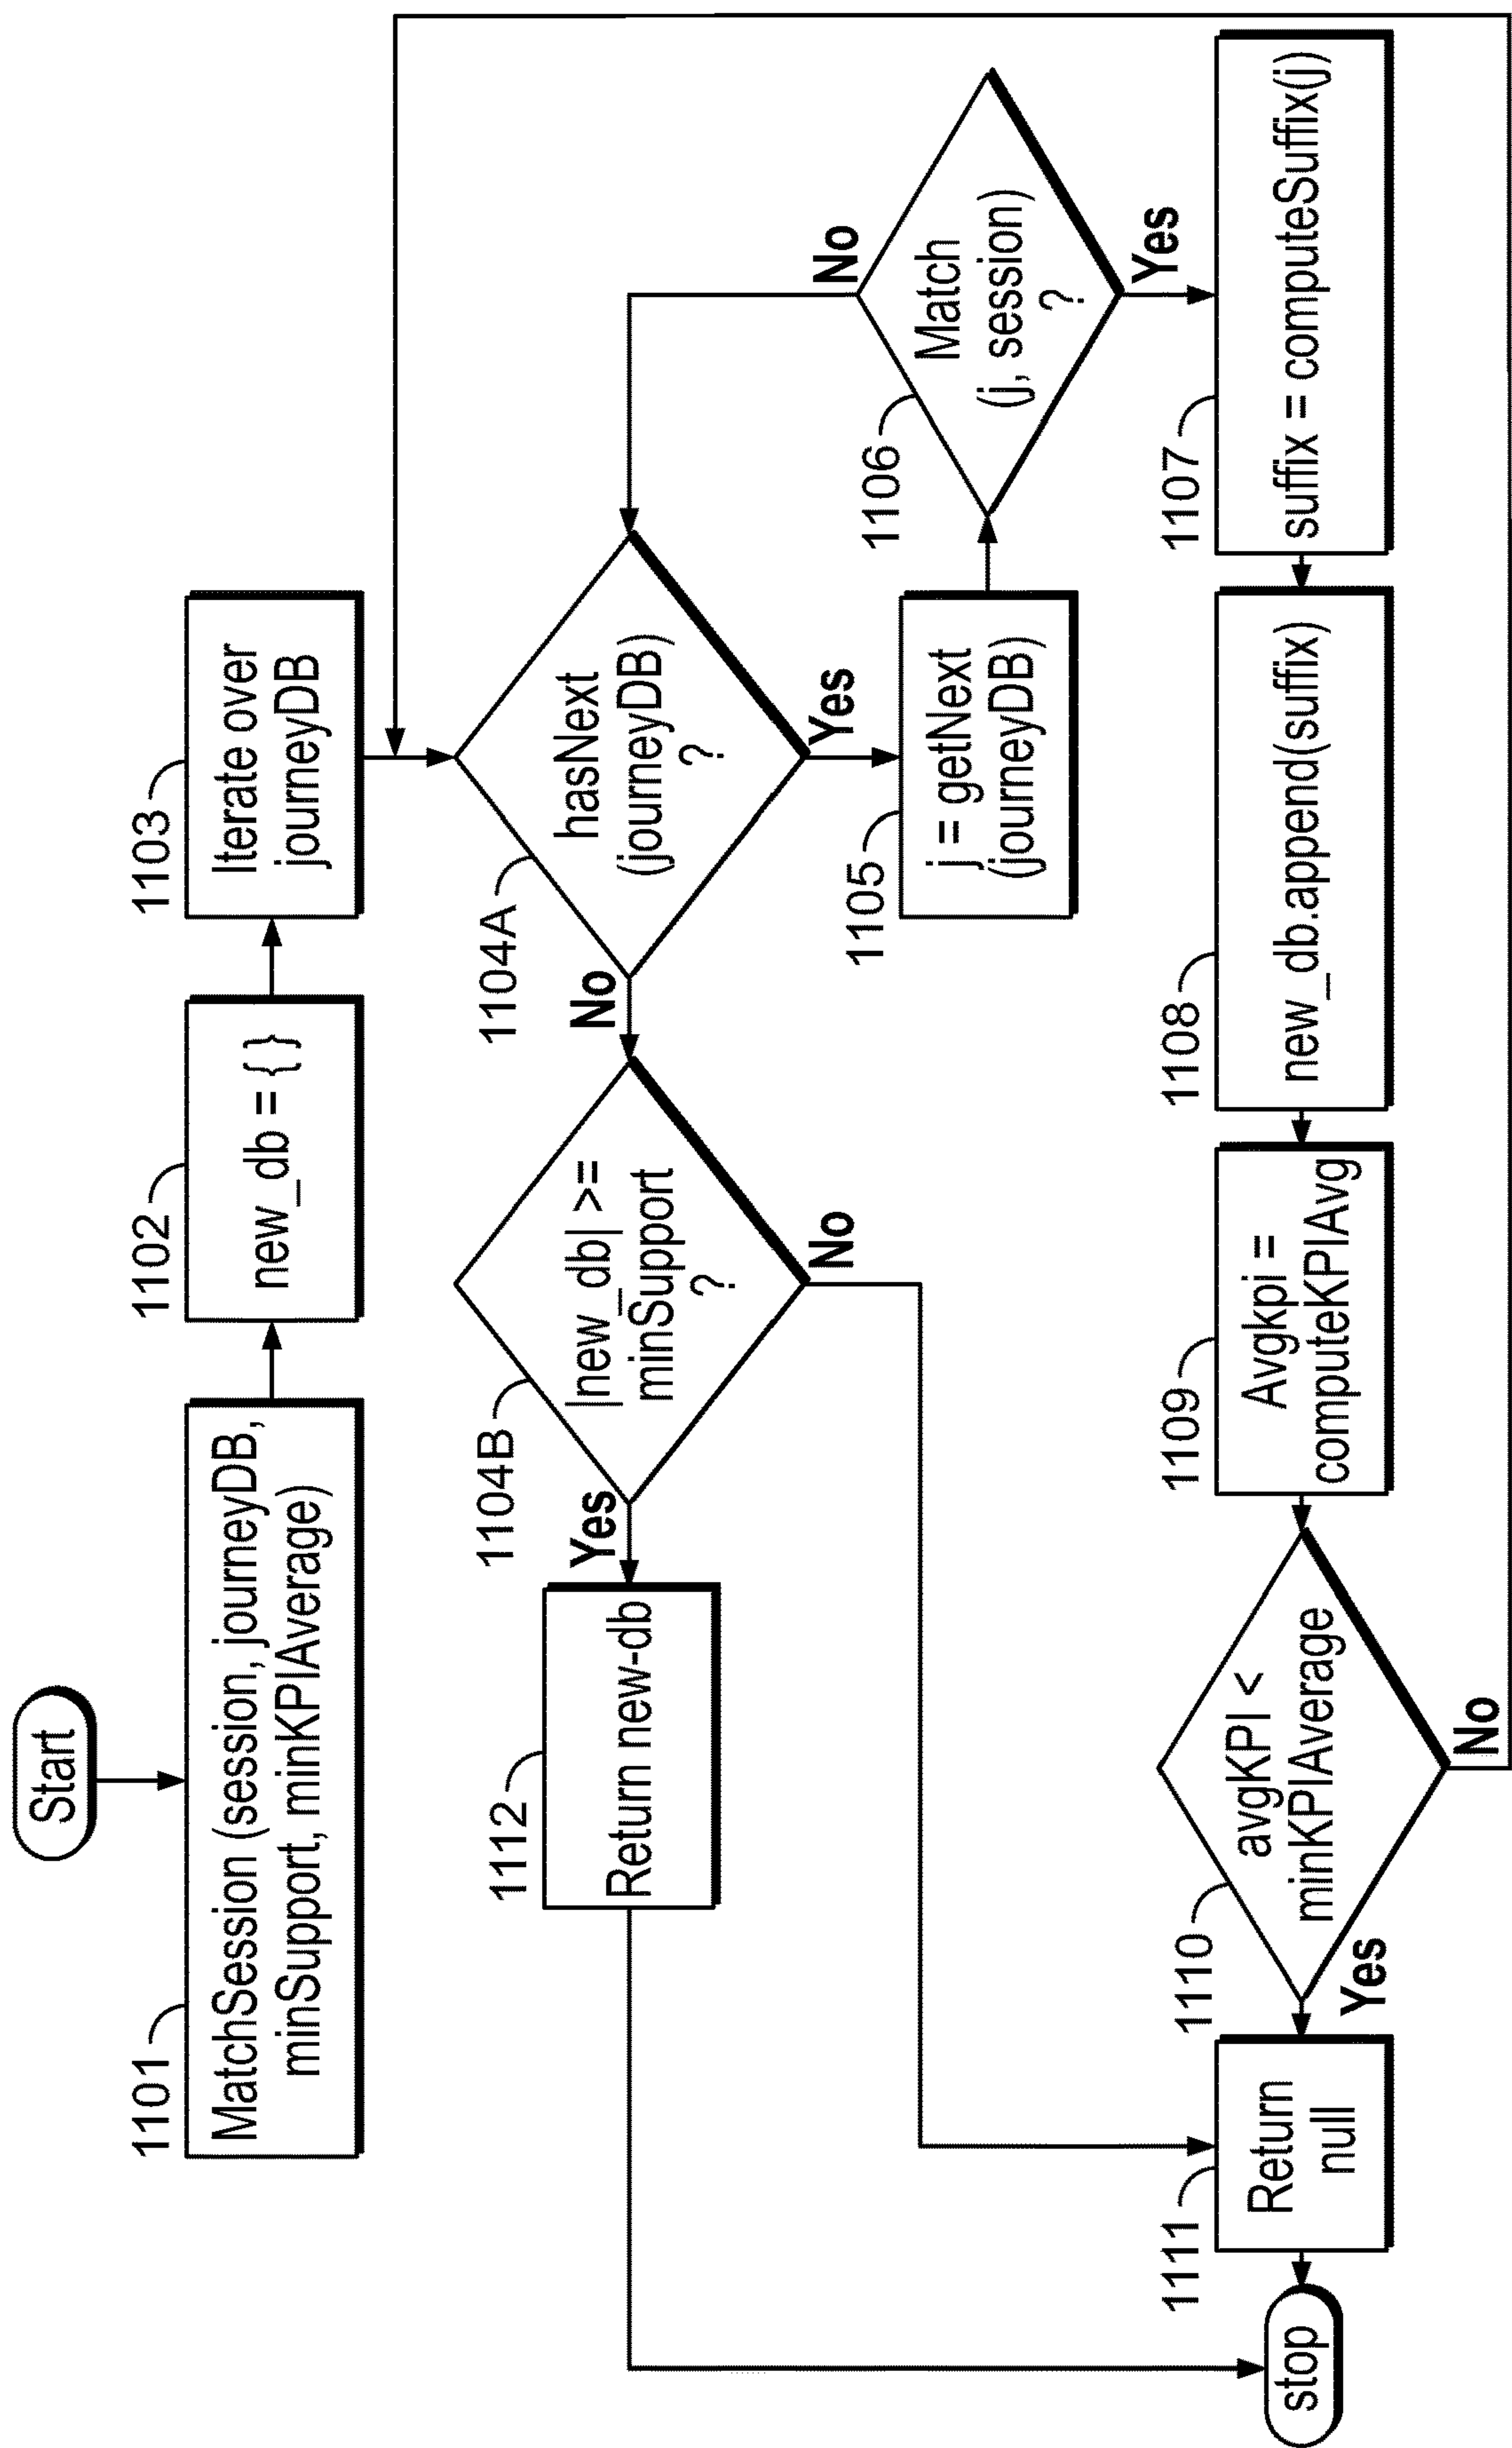 Start
1101
MatchSession (session, journeyDB,
minSupport, minKPIAverage)
1102
new_db = { }
1103
Iterate over
journeyDB
1104A
hasNext
(journeyDB)
?
No
Yes
1104B
|new_db| >=
minSupport
?
Yes
No
1112
Return new-db
1105
j = getNext
(journeyDB)
1106
Match
(j, session)
?
No
Yes
1107
suffix = computeSuffix(j)
1108
new_db.append(suffix)
1109
Avgkpi =
computeKPIAvg
1110
avgKPI <
minKPIAverage
Yes
No
1111
Return
null
stop